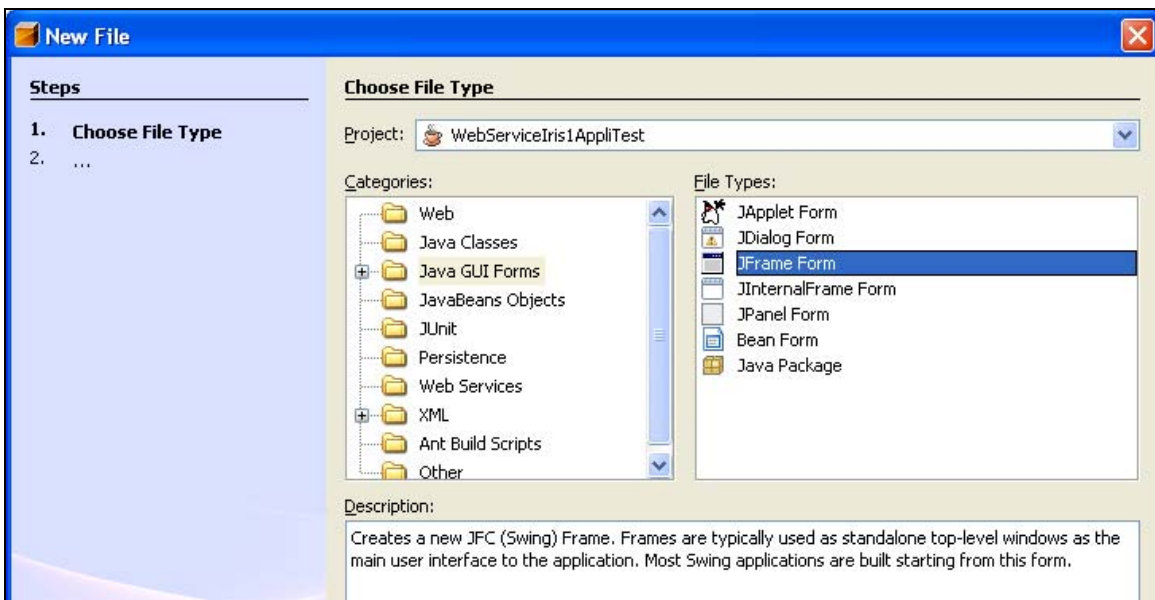 New File
Steps
1. Choose File Type
2. ...
Choose File Type
Project: WebServiceIris1AppliTest
Categories:
Web
Java Classes
Java GUI Forms
JavaBeans Objects
JUnit
Persistence
Web Services
XML
Ant Build Scripts
Other
File Types:
JApplet Form
JDialog Form
JFrame Form
JInternalFrame Form
JPanel Form
Bean Form
Java Package
Description:
Creates a new JFC (Swing) Frame. Frames are typically used as standalone top-level windows as the
main user interface to the application. Most Swing applications are built starting from this form.